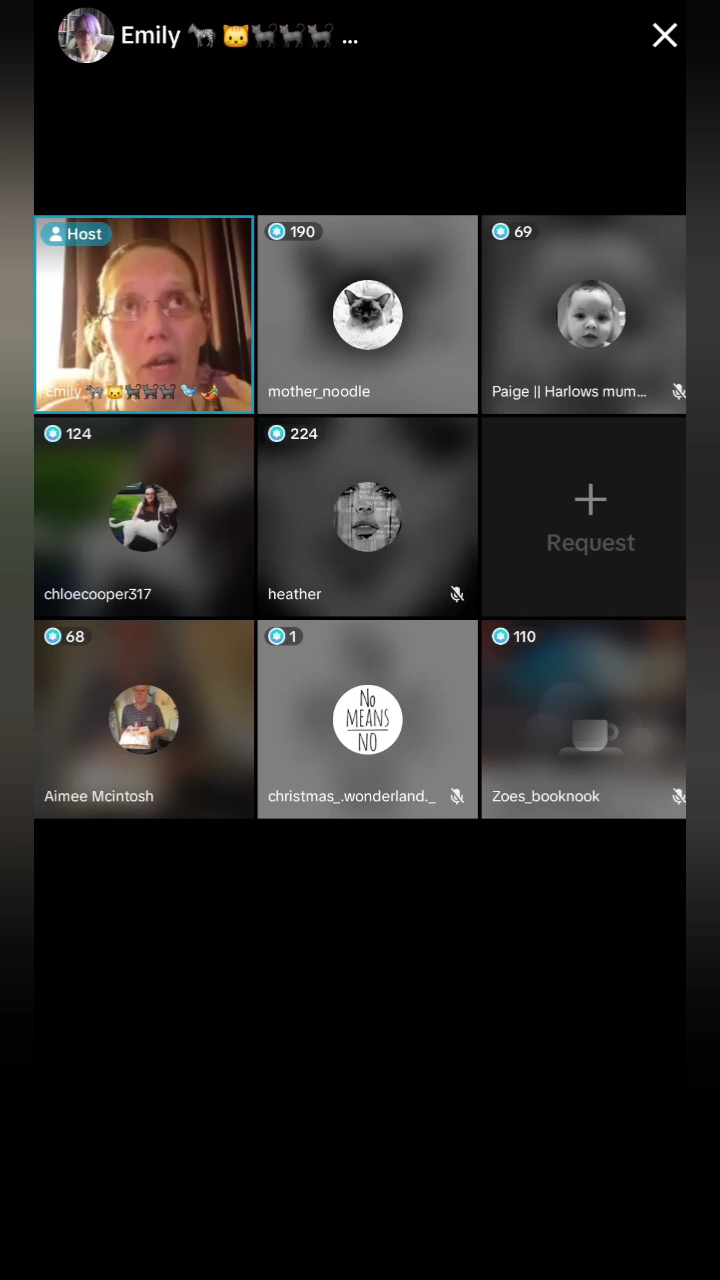 Emily 🦓 🐱🐈‍⬛🐈‍⬛🐈‍⬛ ...
Host
190
69
Emily 🦓🐱🐈‍⬛🐈‍⬛🐈‍⬛
mother_noodle
Paige || Harlows mum...
124
224
Request
chloecooper317
heather
68
1
110
No
MEANS
NO
Aimee Mcintosh
christmas_.wonderland._
Zoes_booknook